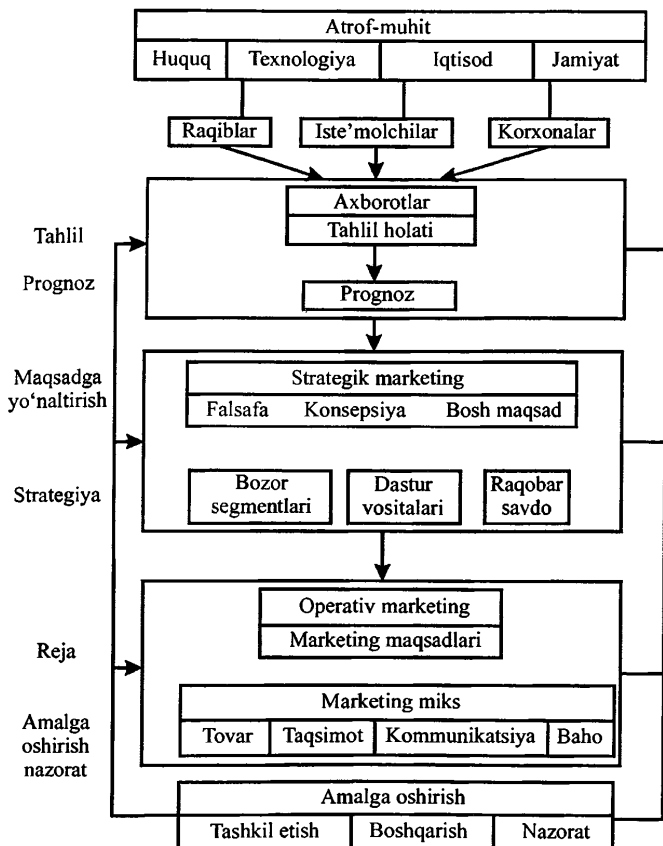 Atrof-muhit
Huquq Texnologiya Iqtisod Jamiyat
Raqiblar Iste’molchilar Korxonalar
Axborotlar
Tahlil holati
Tahlil
Prognoz
Prognoz
Strategik marketing
Maqsadga
yo‘naltirish
Falsafa Konsepsiya Bosh maqsad
Strategiya
Bozor
segmentlari
Dastur
vositalari
Raqobar
savdo
Operativ marketing
Marketing maqsadlari
Reja
Marketing miks
Tovar Taqsimot Kommunikatsiya Baho
Amalga
oshirish
nazorat
Amalga oshirish
Tashkil etish Boshqarish Nazorat